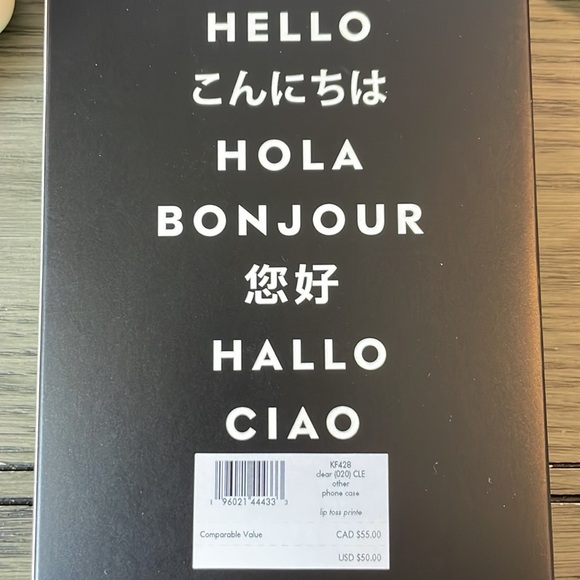 HELLO
こんにちは
HOLA
BONJOUR
您好
HALLO
CIAO
KF428
clear (020) CLE
other
phone case
1 96021 44433 3
lip toss printe
Comparable Value CAD $55.00
USD $50.00